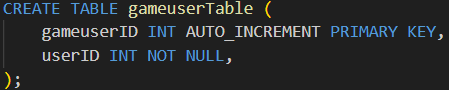 CREATE TABLE gameuserTable (
    gameuserID INT AUTO_INCREMENT PRIMARY KEY,
    userID INT NOT NULL,
);